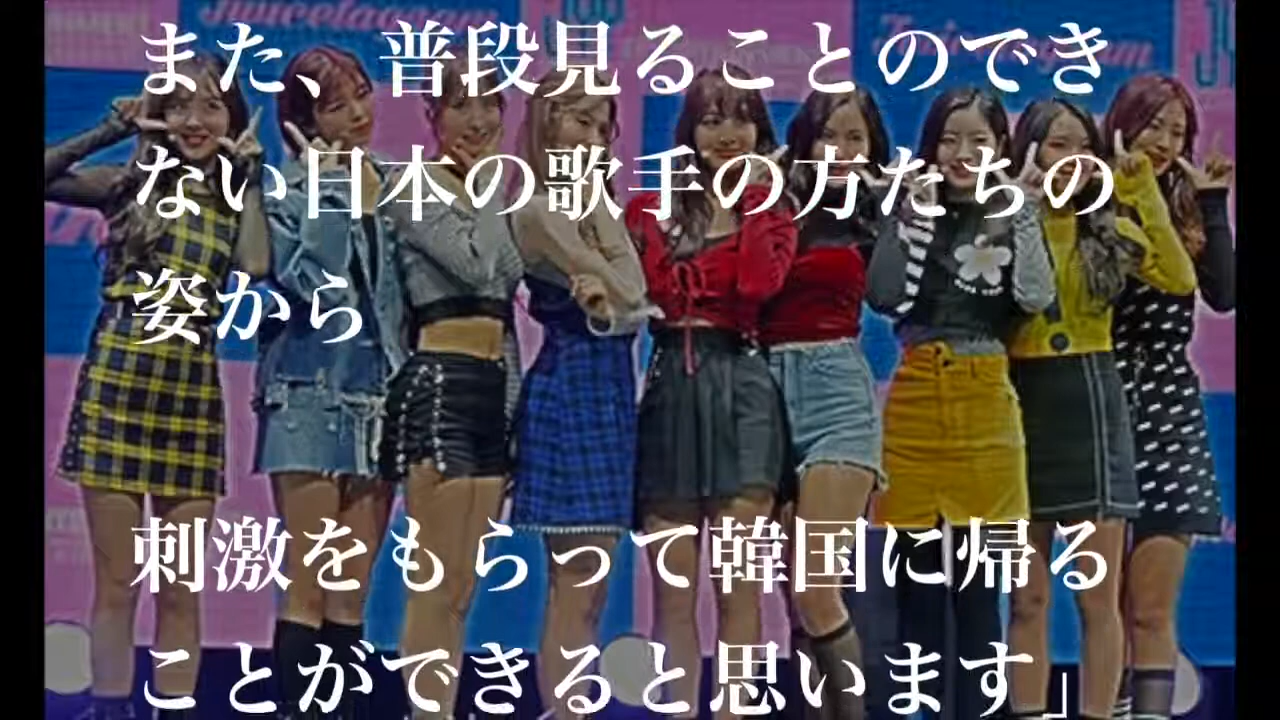 また、普段見ることのでき
ない日本の歌手の方たちの
姿から
刺激をもらって韓国に帰る
ことができると思います」